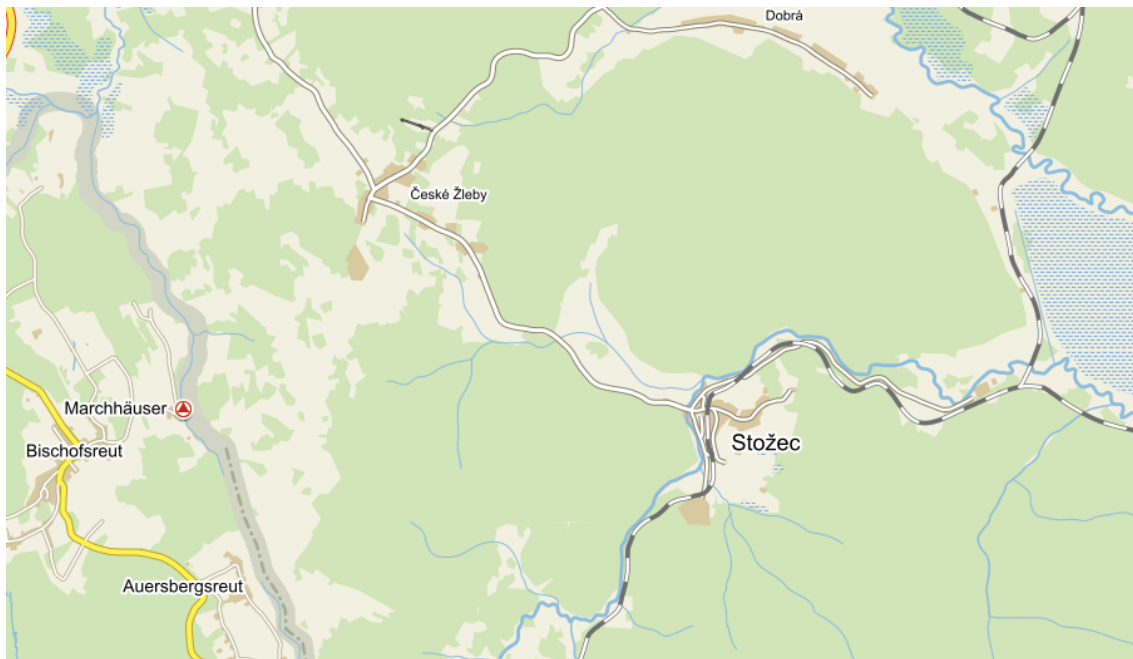 Dobrá
České Žleby
Marchhäuser
Stožec
Bischofsreut
Auersbergsreut